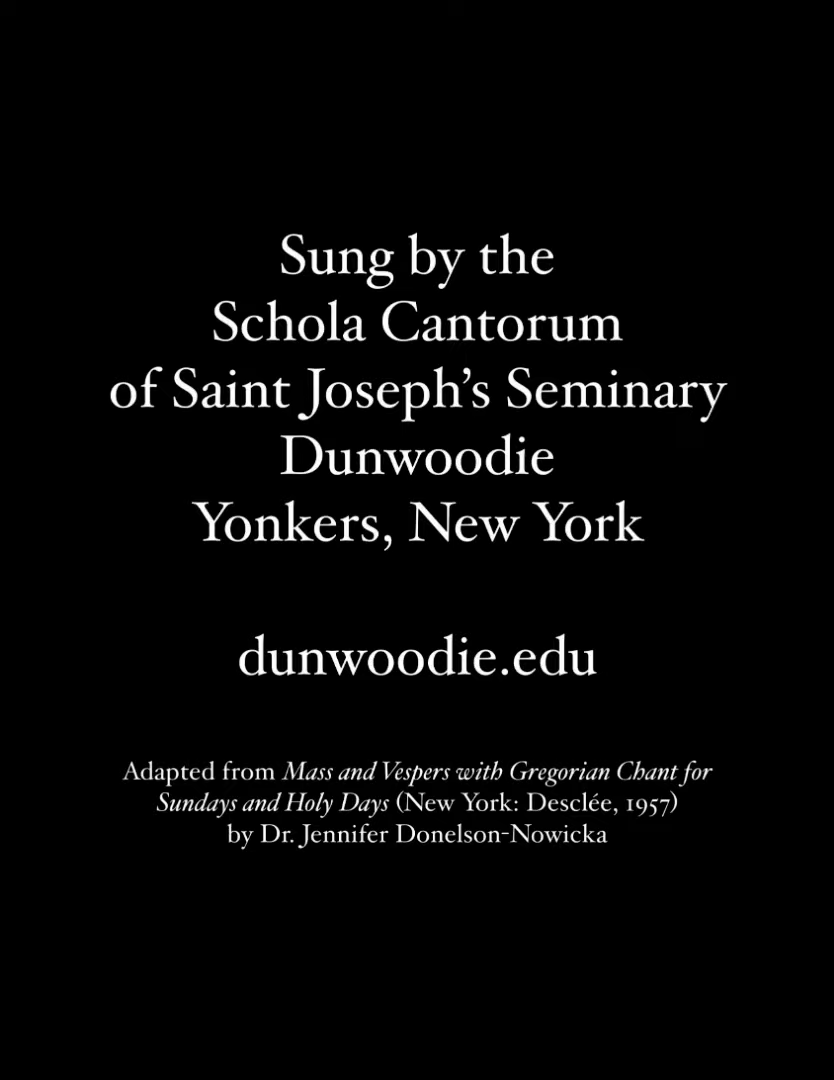 Sung by the
Schola Cantorum
of Saint Joseph’s Seminary
Dunwoodie
Yonkers, New York
dunwoodie.edu
Adapted from Mass and Vespers with Gregorian Chant for
Sundays and Holy Days (New York: Desclée, 1957)
by Dr. Jennifer Donelson-Nowicka